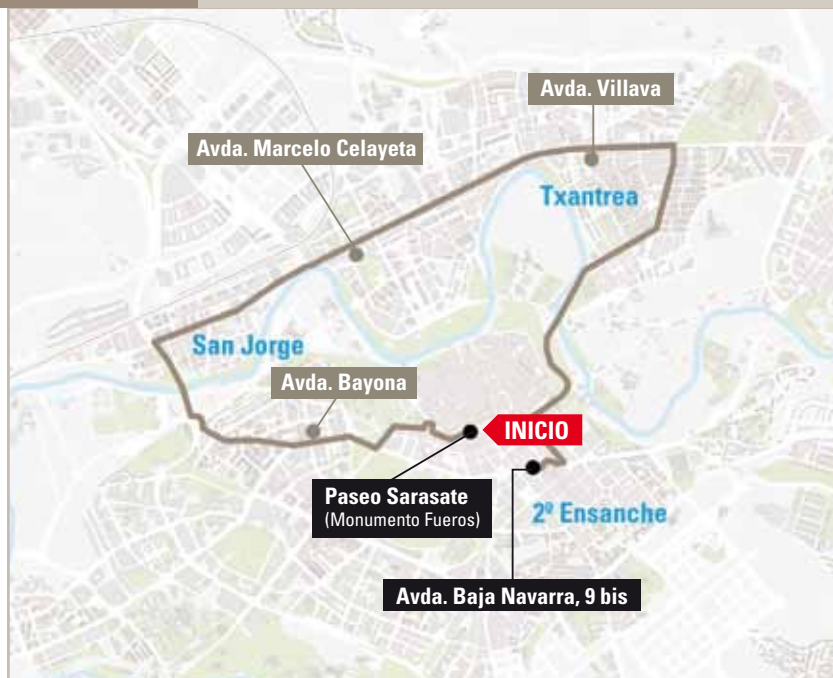 Avda. Villava
Avda. Marcelo Celayeta
Txantrea
San Jorge
Avda. Bayona
INICIO
Paseo Sarasate
(Monumento Fueros)
2º Ensanche
Avda. Baja Navarra, 9 bis